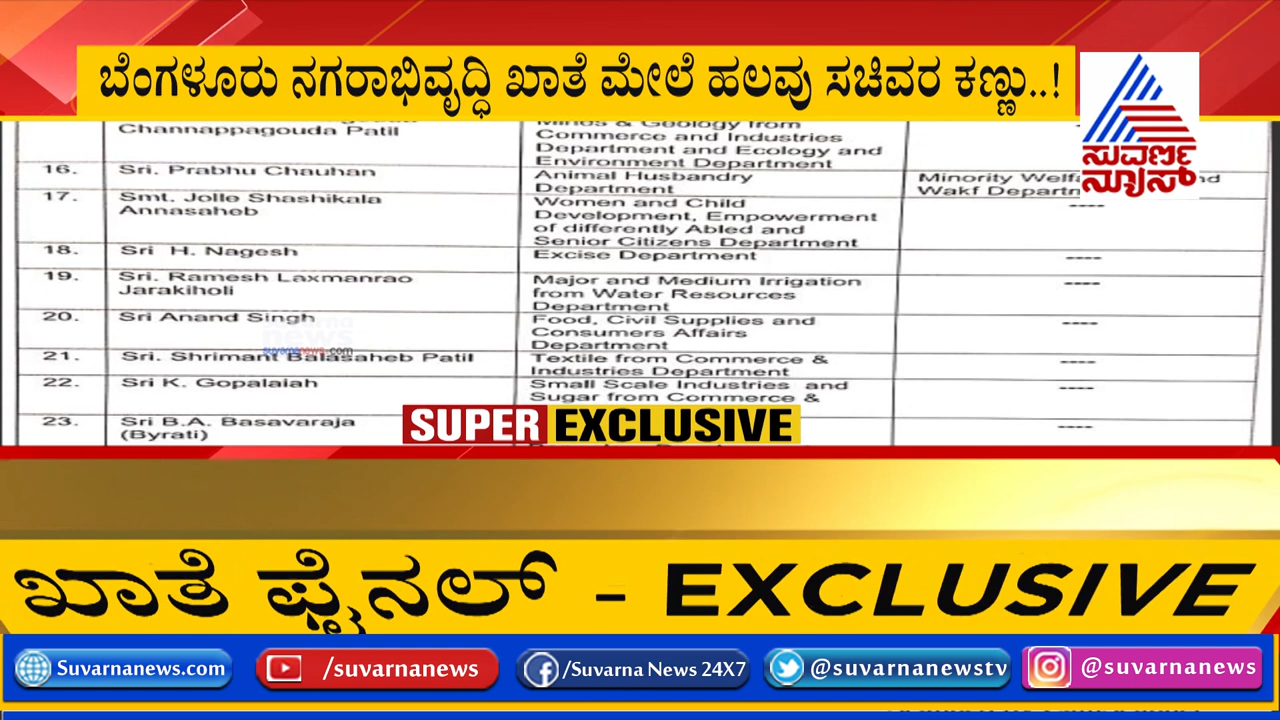 ಬೆಂಗಳೂರು ನಗರಾಭಿವೃದ್ಧಿ ಖಾತೆ ಮೇಲೆ ಹಲವು ಸಚಿವರ ಕಣ್ಣು..!
ಸುವರ್ಣ
ನ್ಯೂಸ್
Channappagouda Patil
Mines & Geology from
Commerce and Industries
Department and Ecology and
Environment Department
16. Sri. Prabhu Chauhan Animal Husbandry
Department
Minority
Wakf
17. Smt. Jolle Shashikala
Annasaheb
Women and Child
Development, Empowerment
of differently Abled and
Senior Citizens Department
----
18. Sri H. Nagesh Excise Department ----
19. Sri. Ramesh Laxmanrao
Jarakiholi
Major and Medium Irrigation
from Water Resources
Department
----
20. Sri Anand Singh Food, Civil Supplies and
Consumers Affairs
Department
----
news
suvarnanews.com
21. Sri. Shrimant Balasaheb Patil Textile from Commerce &
Industries Department
----
22. Sri K. Gopalaiah Small Scale Industries and
Sugar from Commerce &
----
23. Sri B.A. Basavaraja
(Byrati)
----
SUPER EXCLUSIVE
ಖಾತೆ ಫೈನಲ್ - EXCLUSIVE
Suvarnanews.com /suvarnanews /Suvarna News 24X7 @suvarnanewstv @suvarnanews